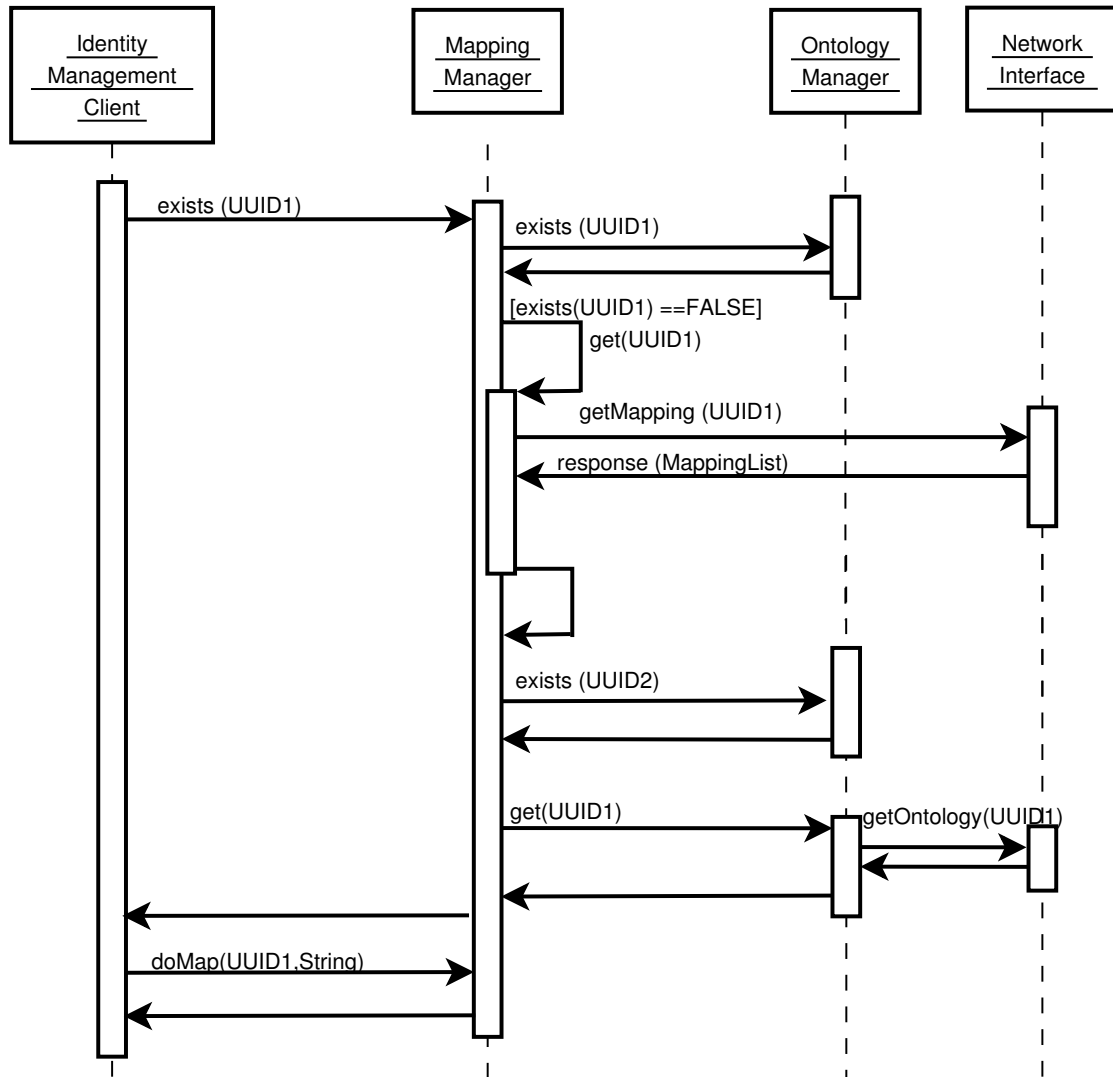 Identity
Management
Client
Mapping
Manager
Ontology
Manager
Network
Interface
exists (UUID1)
exists (UUID1)
[exists(UUID1) ==FALSE]
get(UUID1)
getMapping (UUID1)
response (MappingList)
exists (UUID2)
get(UUID1)
getOntology(UUID1)
doMap(UUID1,String)